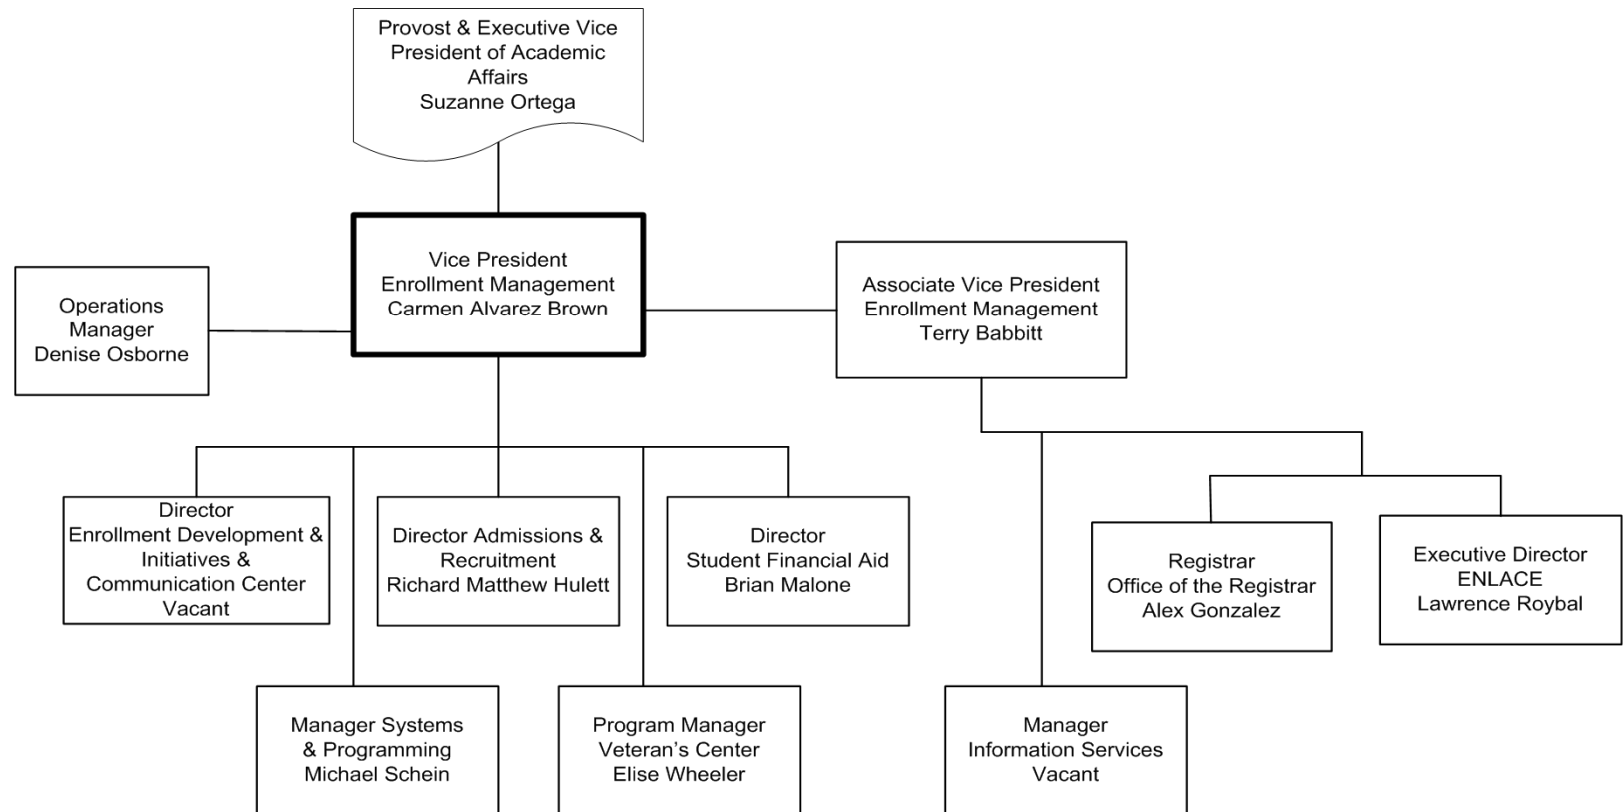 Provost & Executive Vice
President of Academic
Affairs
Suzanne Ortega
Vice President
Enrollment Management
Carmen Alvarez Brown
Operations
Manager
Denise Osborne
Associate Vice President
Enrollment Management
Terry Babbitt
Director
Enrollment Development &
Initiatives &
Communication Center
Vacant
Director Admissions &
Recruitment
Richard Matthew Hulett
Director
Student Financial Aid
Brian Malone
Registrar
Office of the Registrar
Alex Gonzalez
Executive Director
ENLACE
Lawrence Roybal
Manager Systems
& Programming
Michael Schein
Program Manager
Veteran’s Center
Elise Wheeler
Manager
Information Services
Vacant